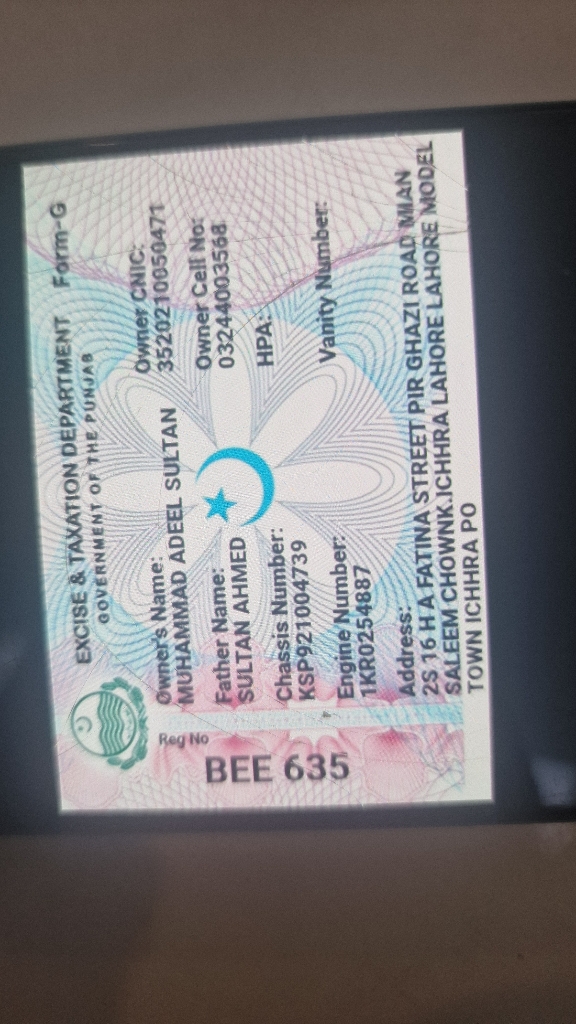 EXCISE & TAXATION DEPARTMENT Form-G
GOVERNMENT OF THE PUNJAB
Owner's Name:
MUHAMMAD ADEEL SULTAN
Owner CNIC:
3520210050471
Father Name:
SULTAN AHMED
Owner Cell No:
03244003568
Chassis Number:
KSP921004739
HPA:
Engine Number:
1KR0254887
Vanity Number:
Address:
2S 16 H A FATINA STREET PIR GHAZI ROAD MIAN
SALEEM CHOWNK.ICHHRA LAHORE LAHORE MODEL
TOWN ICHHRA PO
Reg No
BEE 635